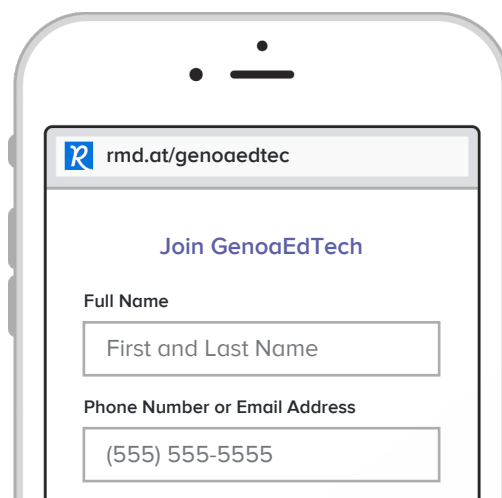 rmd.at/genoaedtec
Join GenoaEdTech
Full Name
First and Last Name
Phone Number or Email Address
(555) 555-5555